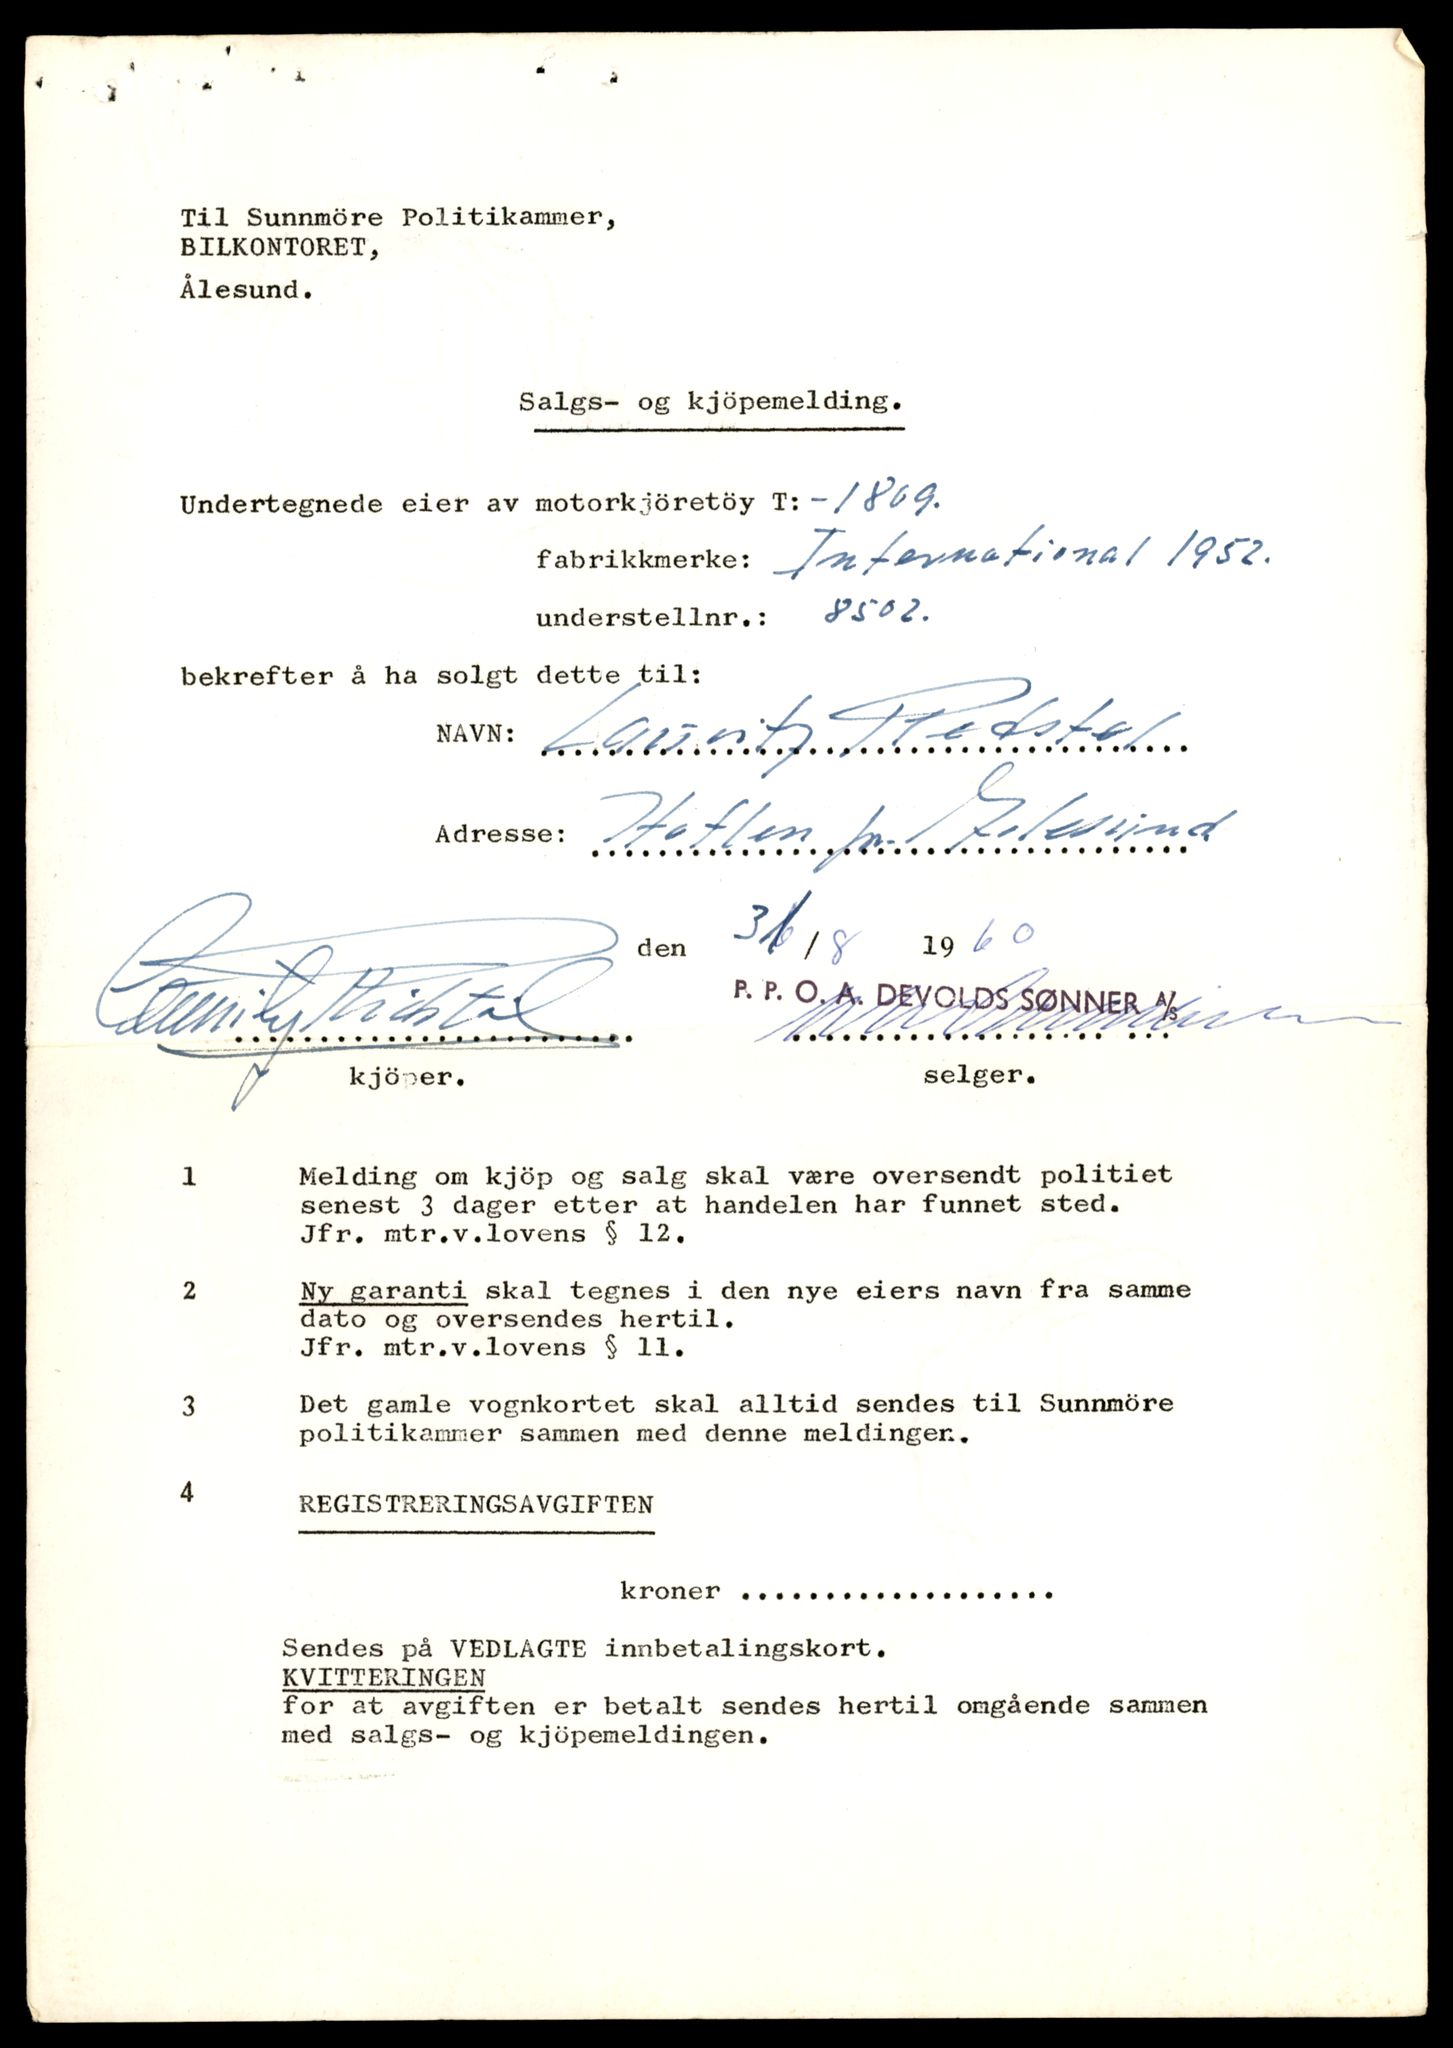 Til Sunnmöre Politikammer,
BILKONTORET,
Ålesund.
Salgs- og kjöpemelding.
Undertegnede eier av motorkjöretöy T: -1809.
fabrikkmerke: International 1952.
understellnr.: 8502.
bekrefter å ha solgt dette til:
NAVN: Lauritz
Adresse: pr. Ålesund
den 31/8 1960
P. P. O. A. DEVOLDS SØNNER A/S
kjöper. selger.
1 Melding om kjöp og salg skal være oversendt politiet
senest 3 dager etter at handelen har funnet sted.
Jfr. mtr.v.lovens § 12.
2 Ny garanti skal tegnes i den nye eiers navn fra samme
dato og oversendes hertil.
Jfr. mtr.v.lovens § 11.
3 Det gamle vognkortet skal alltid sendes til Sunnmöre
politikammer sammen med denne meldingen.
4 REGISTRERINGSAVGIFTEN
kroner ...................
Sendes på VEDLAGTE innbetalingskort.
KVITTERINGEN
for at avgiften er betalt sendes hertil omgående sammen
med salgs- og kjöpemeldingen.